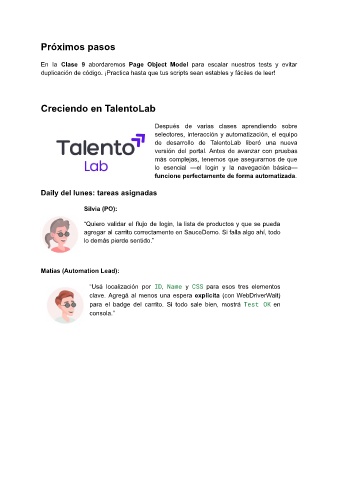 Próximos pasos
En la Clase 9 abordaremos Page Object Model para escalar nuestros tests y evitar
duplicación de código. ¡Practica hasta que tus scripts sean estables y fáciles de leer!
Creciendo en TalentoLab
Talento
Lab
Después de varias clases aprendiendo sobre
selectores, interacción y automatización, el equipo
de desarrollo de TalentoLab liberó una nueva
versión del portal. Antes de avanzar con pruebas
más complejas, tenemos que asegurarnos de que
lo esencial —el login y la navegación básica—
funcione perfectamente de forma automatizada.
Daily del lunes: tareas asignadas
Silvia (PO):
"Quiero validar el flujo de login, la lista de productos y que se pueda
agregar al carrito correctamente en SauceDemo. Si falla algo ahí, todo
lo demás pierde sentido."
Matías (Automation Lead):
"Usá localización por ID, Name y CSS para esos tres elementos
clave. Agregá al menos una espera explícita (con WebDriverWait)
para el badge del carrito. Si todo sale bien, mostrá Test OK en
consola."